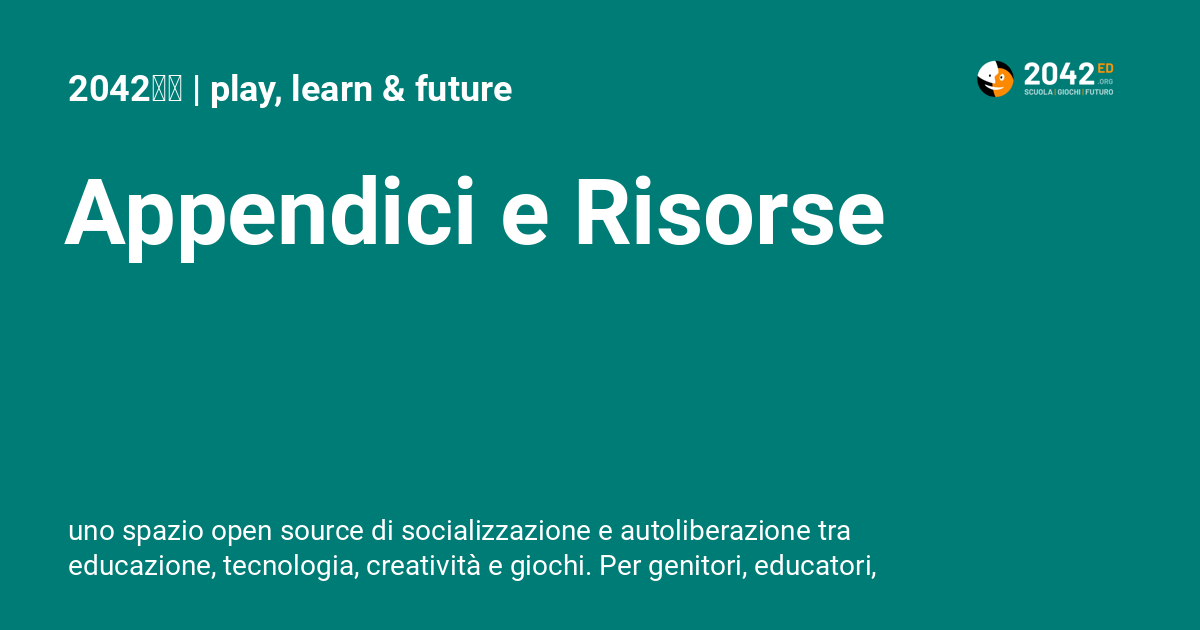 2042 | play, learn & future
2042 ED
.ORG
SCUOLA | GIOCHI | FUTURO
Appendici e Risorse
uno spazio open source di socializzazione e autoliberazione tra
educazione, tecnologia, creatività e giochi. Per genitori, educatori,